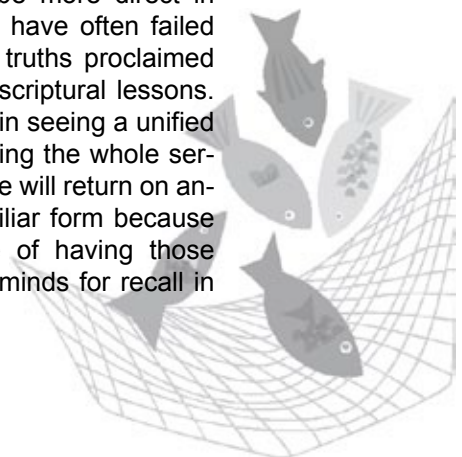 have often failed
truths proclaimed
scriptural lessons.
in seeing a unified
ing the whole ser-
e will return on an-
iliar form because
of having those
minds for recall in